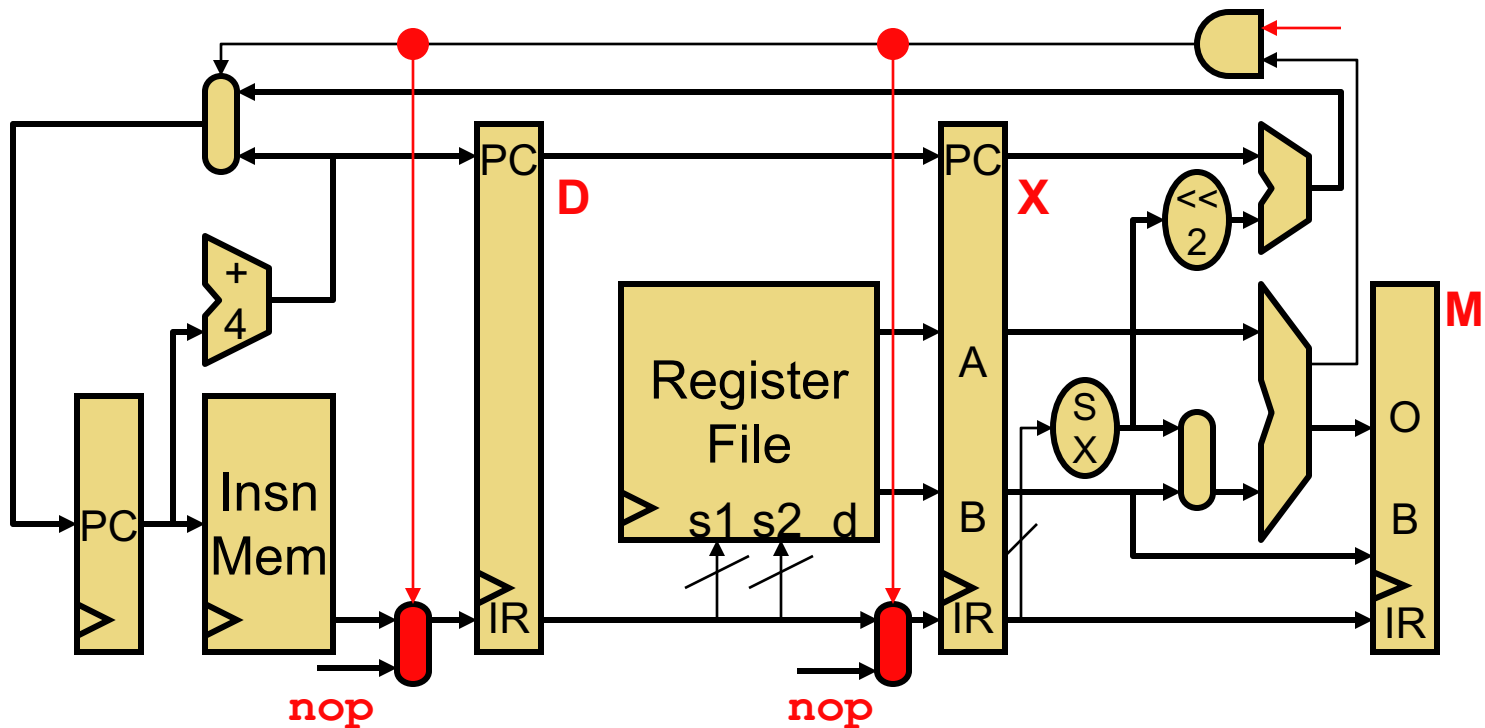 PC
D
PC
X
<<
2
+
4
M
Register
File
A
S
X
O
Insn
Mem
PC
s1 s2 d
B
B
IR
IR
IR
nop
nop